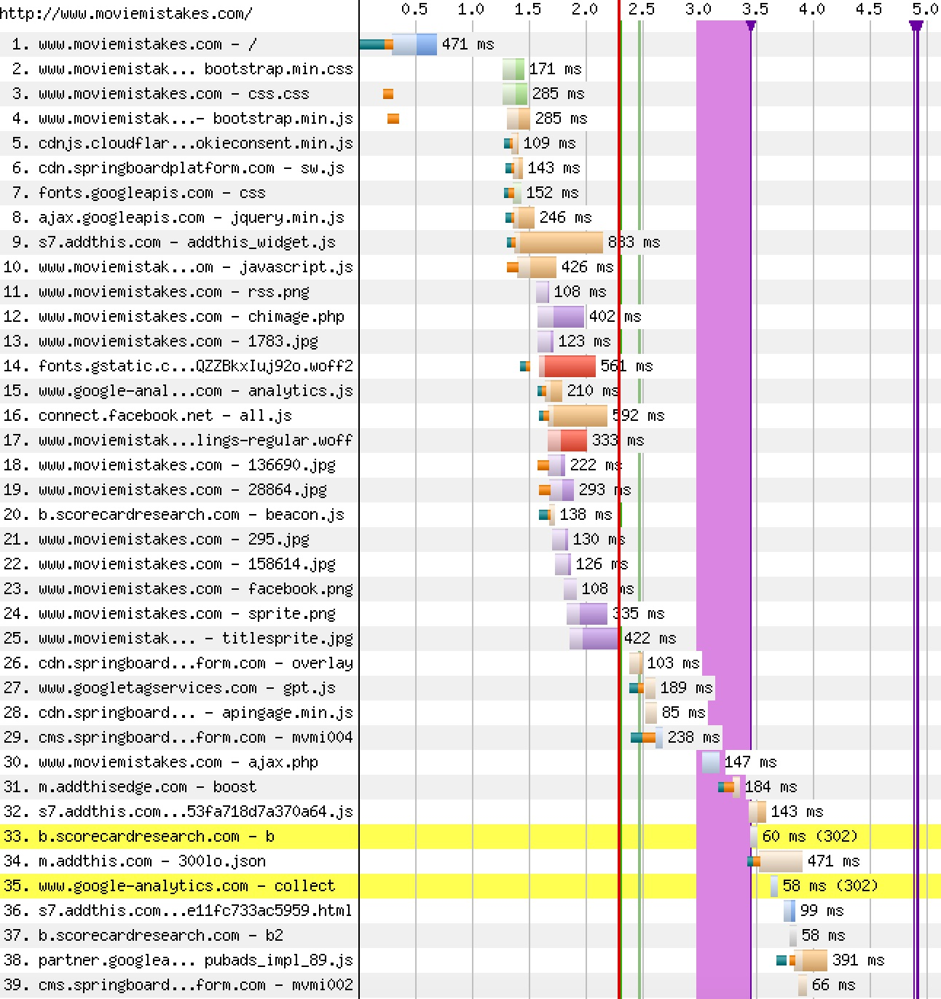 http://www.moviemistakes.com/
0.5 1.0 1.5 2.0 2.5 3.0 3.5 4.0 4.5 5.0
1. www.moviemistakes.com – / 471 ms
2. www.moviemistak... bootstrap.min.css 171 ms
3. www.moviemistakes.com – css.css 285 ms
4. www.moviemistak...– bootstrap.min.js 285 ms
5. cdnjs.cloudflar...okieconsent.min.js 109 ms
6. cdn.springboardplatform.com – sw.js 143 ms
7. fonts.googleapis.com – css 152 ms
8. ajax.googleapis.com – jquery.min.js 246 ms
9. s7.addthis.com – addthis_widget.js 883 ms
10. www.moviemistak...om – javascript.js 426 ms
11. www.moviemistakes.com – rss.png 108 ms
12. www.moviemistakes.com – chimage.php 402 ms
13. www.moviemistakes.com – 1783.jpg 123 ms
14. fonts.gstatic.c...QZZBkxIuj92o.woff2 561 ms
15. www.google-anal...com – analytics.js 210 ms
16. connect.facebook.net – all.js 592 ms
17. www.moviemistak...lings-regular.woff 333 ms
18. www.moviemistakes.com – 136690.jpg 222 ms
19. www.moviemistakes.com – 28864.jpg 293 ms
20. b.scorecardresearch.com – beacon.js 138 ms
21. www.moviemistakes.com – 295.jpg 130 ms
22. www.moviemistakes.com – 158614.jpg 126 ms
23. www.moviemistakes.com – facebook.png 108 ms
24. www.moviemistakes.com – sprite.png 335 ms
25. www.moviemistak... – titlesprite.jpg 422 ms
26. cdn.springboard...form.com – overlay 103 ms
27. www.googletagservices.com – gpt.js 189 ms
28. cdn.springboard... – apingage.min.js 85 ms
29. cms.springboard...form.com – mvmi004 238 ms
30. www.moviemistakes.com – ajax.php 147 ms
31. m.addthisedge.com – boost 184 ms
32. s7.addthis.com...53fa718d7a370a64.js 143 ms
33. b.scorecardresearch.com – b 60 ms (302)
34. m.addthis.com – 300lo.json 471 ms
35. www.google-analytics.com – collect 58 ms (302)
36. s7.addthis.com...e11fc733ac5959.html 99 ms
37. b.scorecardresearch.com – b2 58 ms
38. partner.googlea... pubads_impl_89.js 391 ms
39. cms.springboard...form.com – mvmi002 66 ms